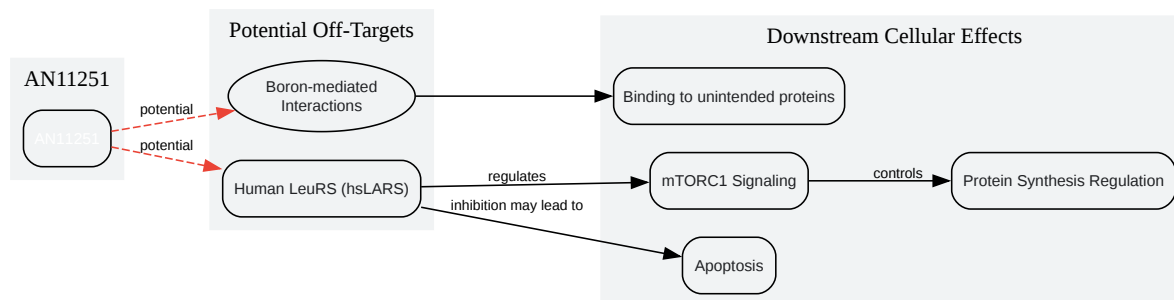 AN11251
AN11251
potential
potential
Potential Off-Targets
Boron-mediated
Interactions
Human LeuRS (hsLARS)
regulates
inhibition may lead to
Downstream Cellular Effects
Binding to unintended proteins
mTORC1 Signaling
controls
Protein Synthesis Regulation
Apoptosis